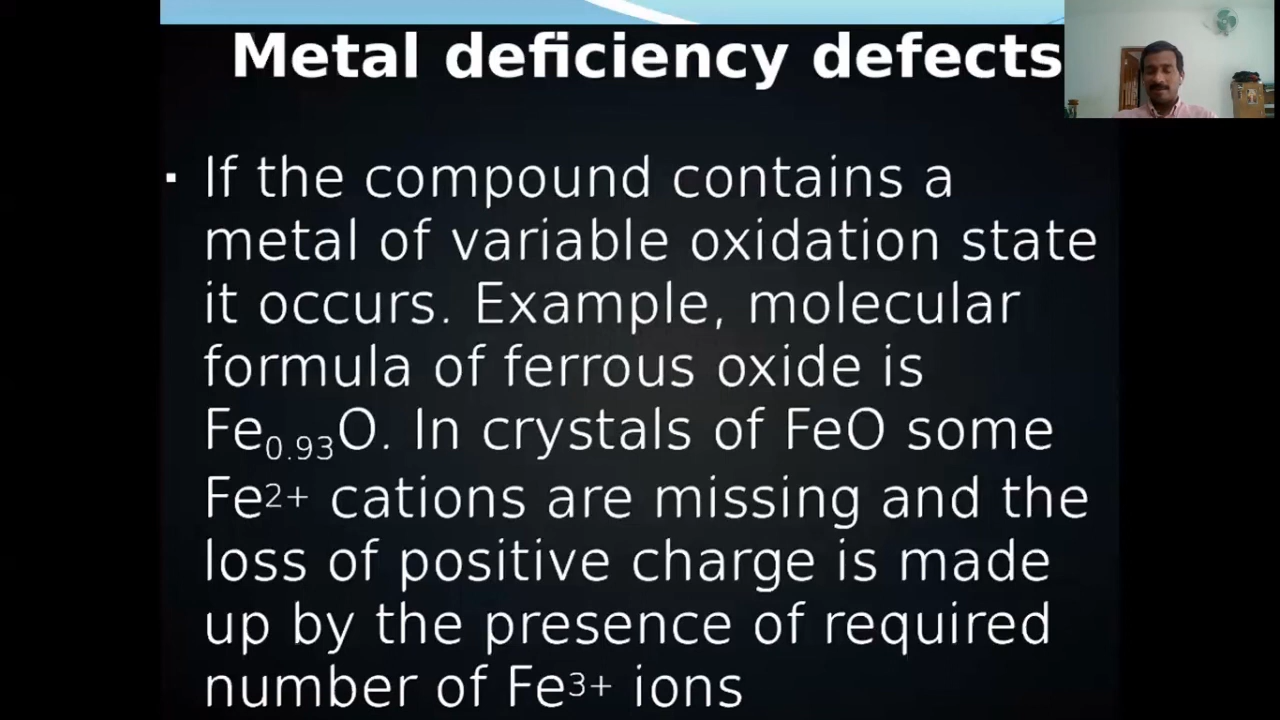 Metal deficiency defects
▪ If the compound contains a
metal of variable oxidation state
it occurs. Example, molecular
formula of ferrous oxide is
Fe₀.₉₃O. In crystals of FeO some
Fe²⁺ cations are missing and the
loss of positive charge is made
up by the presence of required
number of Fe³⁺ ions